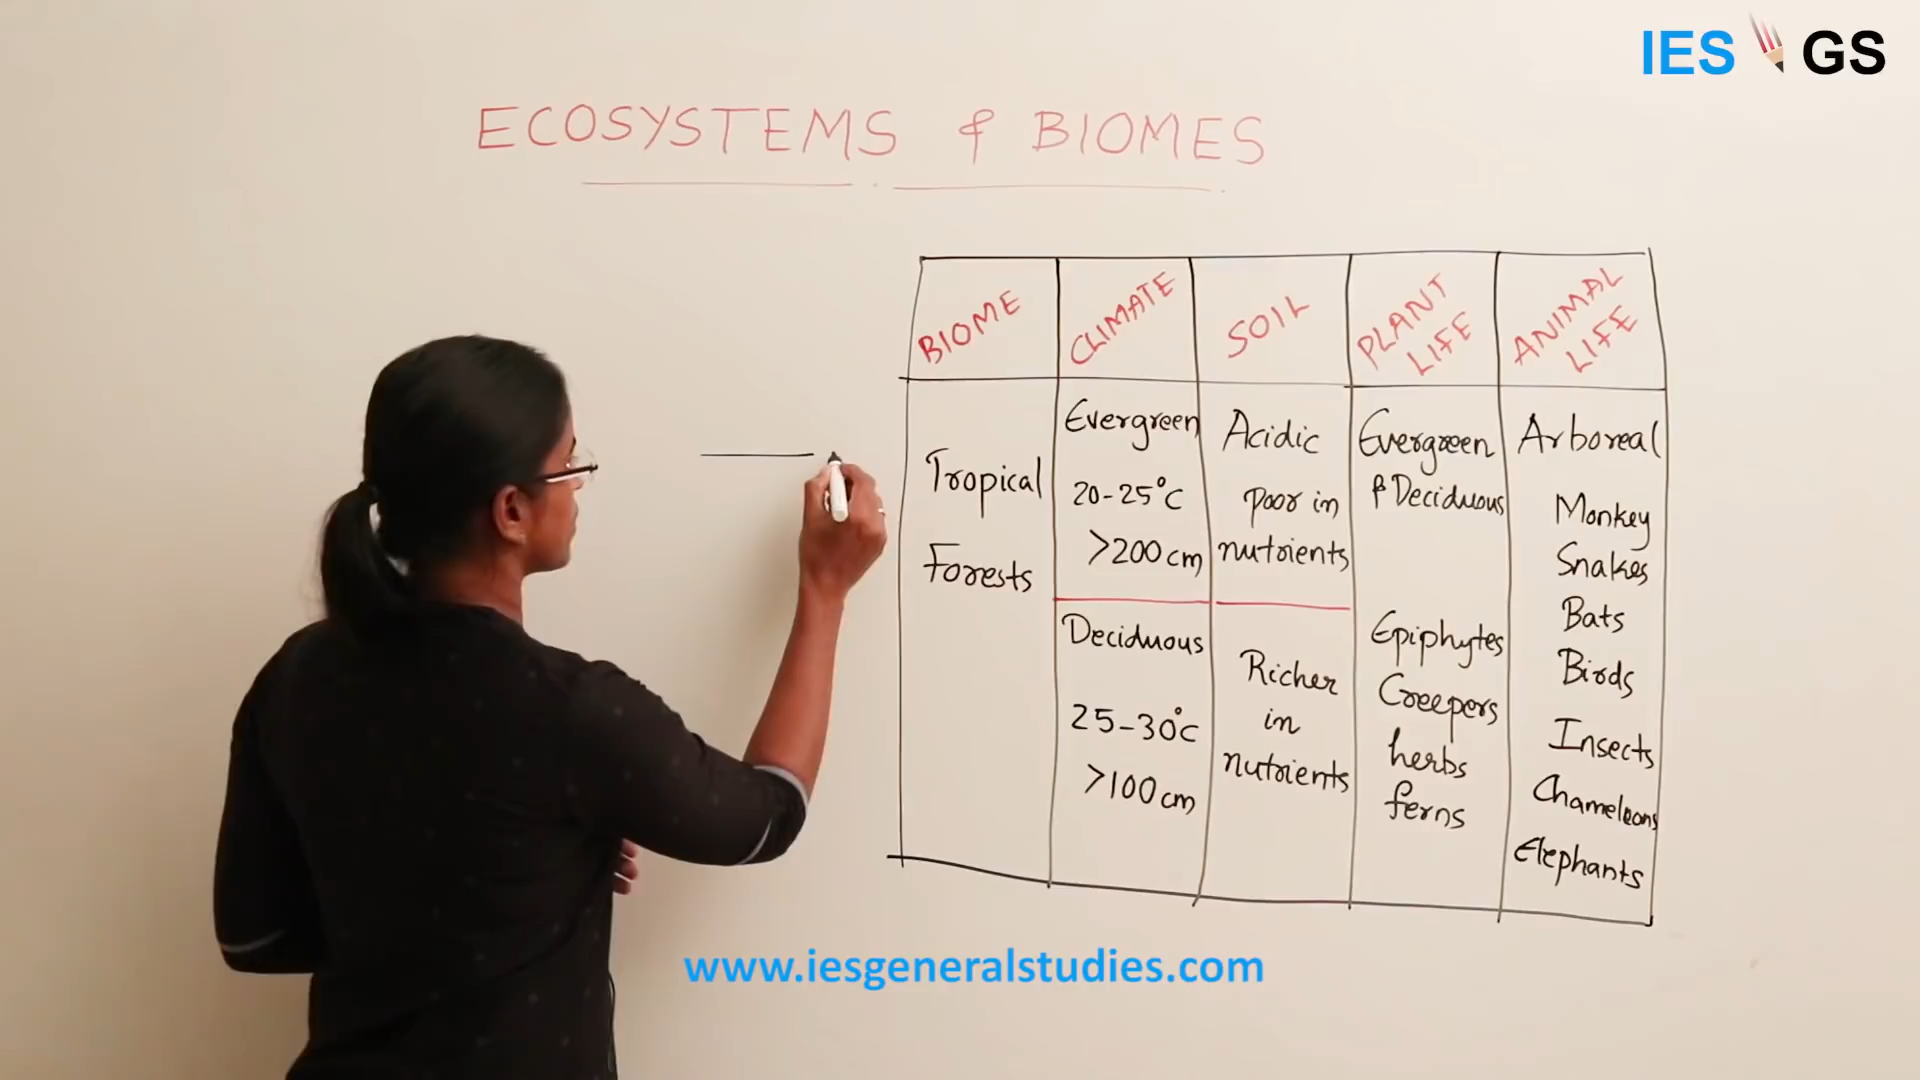 IES GS
ECOSYSTEMS & BIOMES
BIOME
CLIMATE
SOIL
PLANT
LIFE
ANIMAL
LIFE
Tropical
Forests
Evergreen
20-25°C
>200 cm
Deciduous
25-30°C
>100 cm
Acidic
poor in
nutrients
Richer
in
nutrients
Evergreen
& Deciduous
Epiphytes
Creepers
herbs
ferns
Arboreal
Monkey
Snakes
Bats
Birds
Insects
Chameleons
Elephants
www.iesgeneralstudies.com